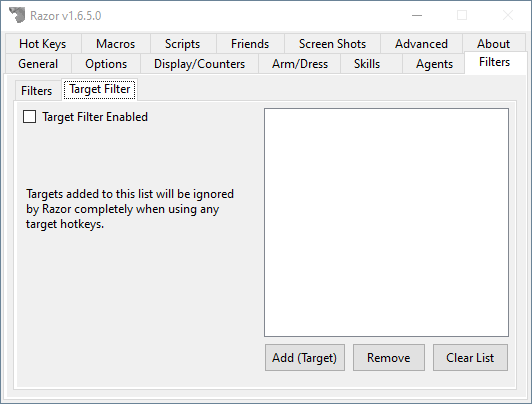 Razor v1.6.5.0
Hot Keys Macros Scripts Friends Screen Shots Advanced About
General Options Display/Counters Arm/Dress Skills Agents Filters
Filters Target Filter
Target Filter Enabled
Targets added to this list will be ignored
by Razor completely when using any
target hotkeys.
Add (Target) Remove Clear List